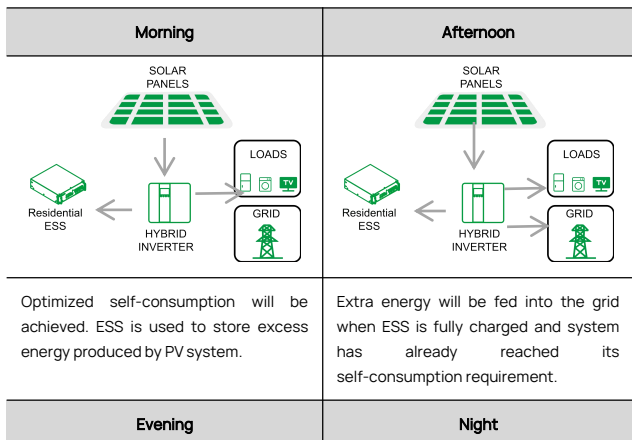 Morning
Afternoon
SOLAR
PANELS
LOADS
TV
Residential
ESS
HYBRID
INVERTER
GRID
SOLAR
PANELS
LOADS
TV
Residential
ESS
HYBRID
INVERTER
GRID
Optimized self-consumption will be
achieved. ESS is used to store excess
energy produced by PV system.
Extra energy will be fed into the grid
when ESS is fully charged and system
has already reached its
self-consumption requirement.
Evening
Night